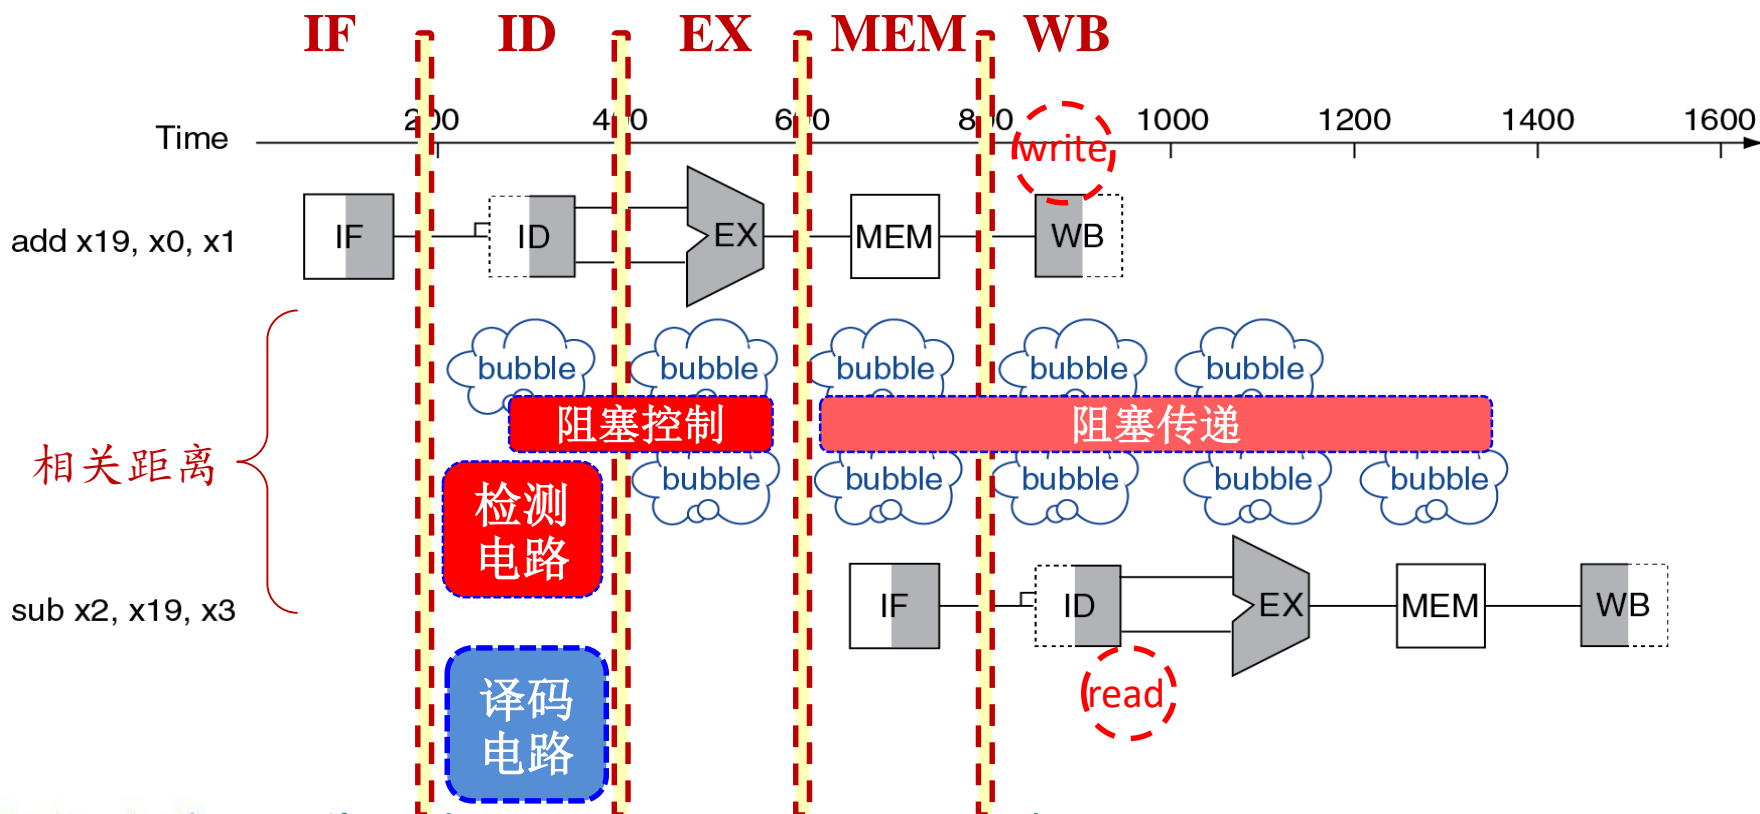 IF ID EX MEM WB
Time 200 400 600 800 1000 1200 1400 1600
write
add x19, x0, x1 IF ID EX MEM WB
bubble bubble bubble bubble bubble
阻塞控制 阻塞传递
相关距离
bubble bubble bubble bubble bubble
检测
电路
sub x2, x19, x3 IF ID EX MEM WB
read
译码
电路